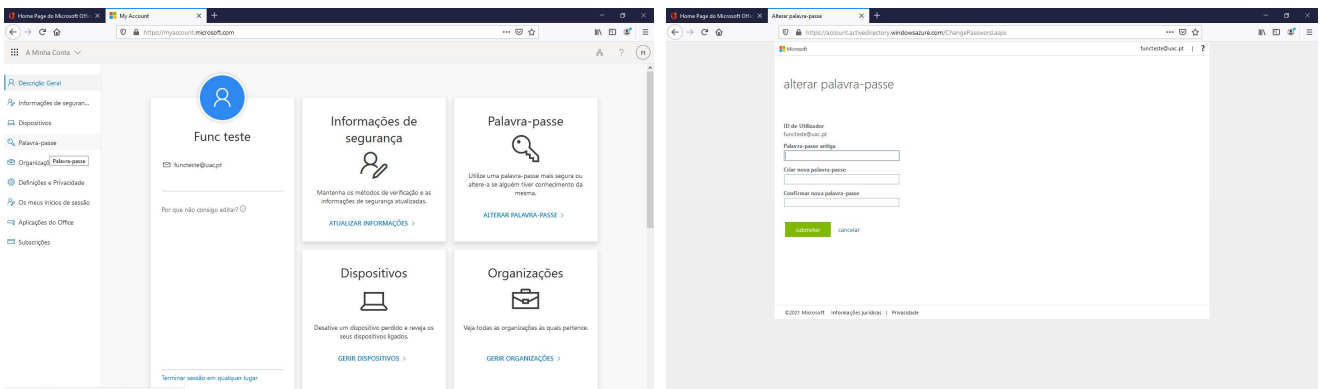 Home Page do Microsoft Offi
My Account
https://myaccount.microsoft.com
A Minha Conta
?
Descrição Geral
Informações de seguran...
Dispositivos
Palavra-passe
Organizaçõ
Palavra-passe
Definições e Privacidade
Os meus inícios de sessão
Aplicações do Office
Subscrições
Func teste
functeste@uac.pt
Por que não consigo editar?
Terminar sessão em qualquer lugar
Informações de
segurança
Mantenha os métodos de verificação e as
informações de segurança atualizadas.
ATUALIZAR INFORMAÇÕES >
Palavra-passe
Utilize uma palavra-passe mais segura ou
altere-a se alguém tiver conhecimento da
mesma.
ALTERAR PALAVRA-PASSE >
Dispositivos
Desative um dispositivo perdido e reveja os
seus dispositivos ligados.
GERIR DISPOSITIVOS >
Organizações
Veja todas as organizações às quais pertence.
GERIR ORGANIZAÇÕES >
Home Page do Microsoft Offi
Alterar palavra-passe
https://account.activedirectory.windowsazure.com/ChangePassword.aspx
Microsoft
functeste@uac.pt | ?
alterar palavra-passe
ID de Utilizador
functeste@uac.pt
Palavra-passe antiga
Criar nova palavra-passe
Confirmar nova palavra-passe
submeter cancelar
©2021 Microsoft Informações jurídicas | Privacidade